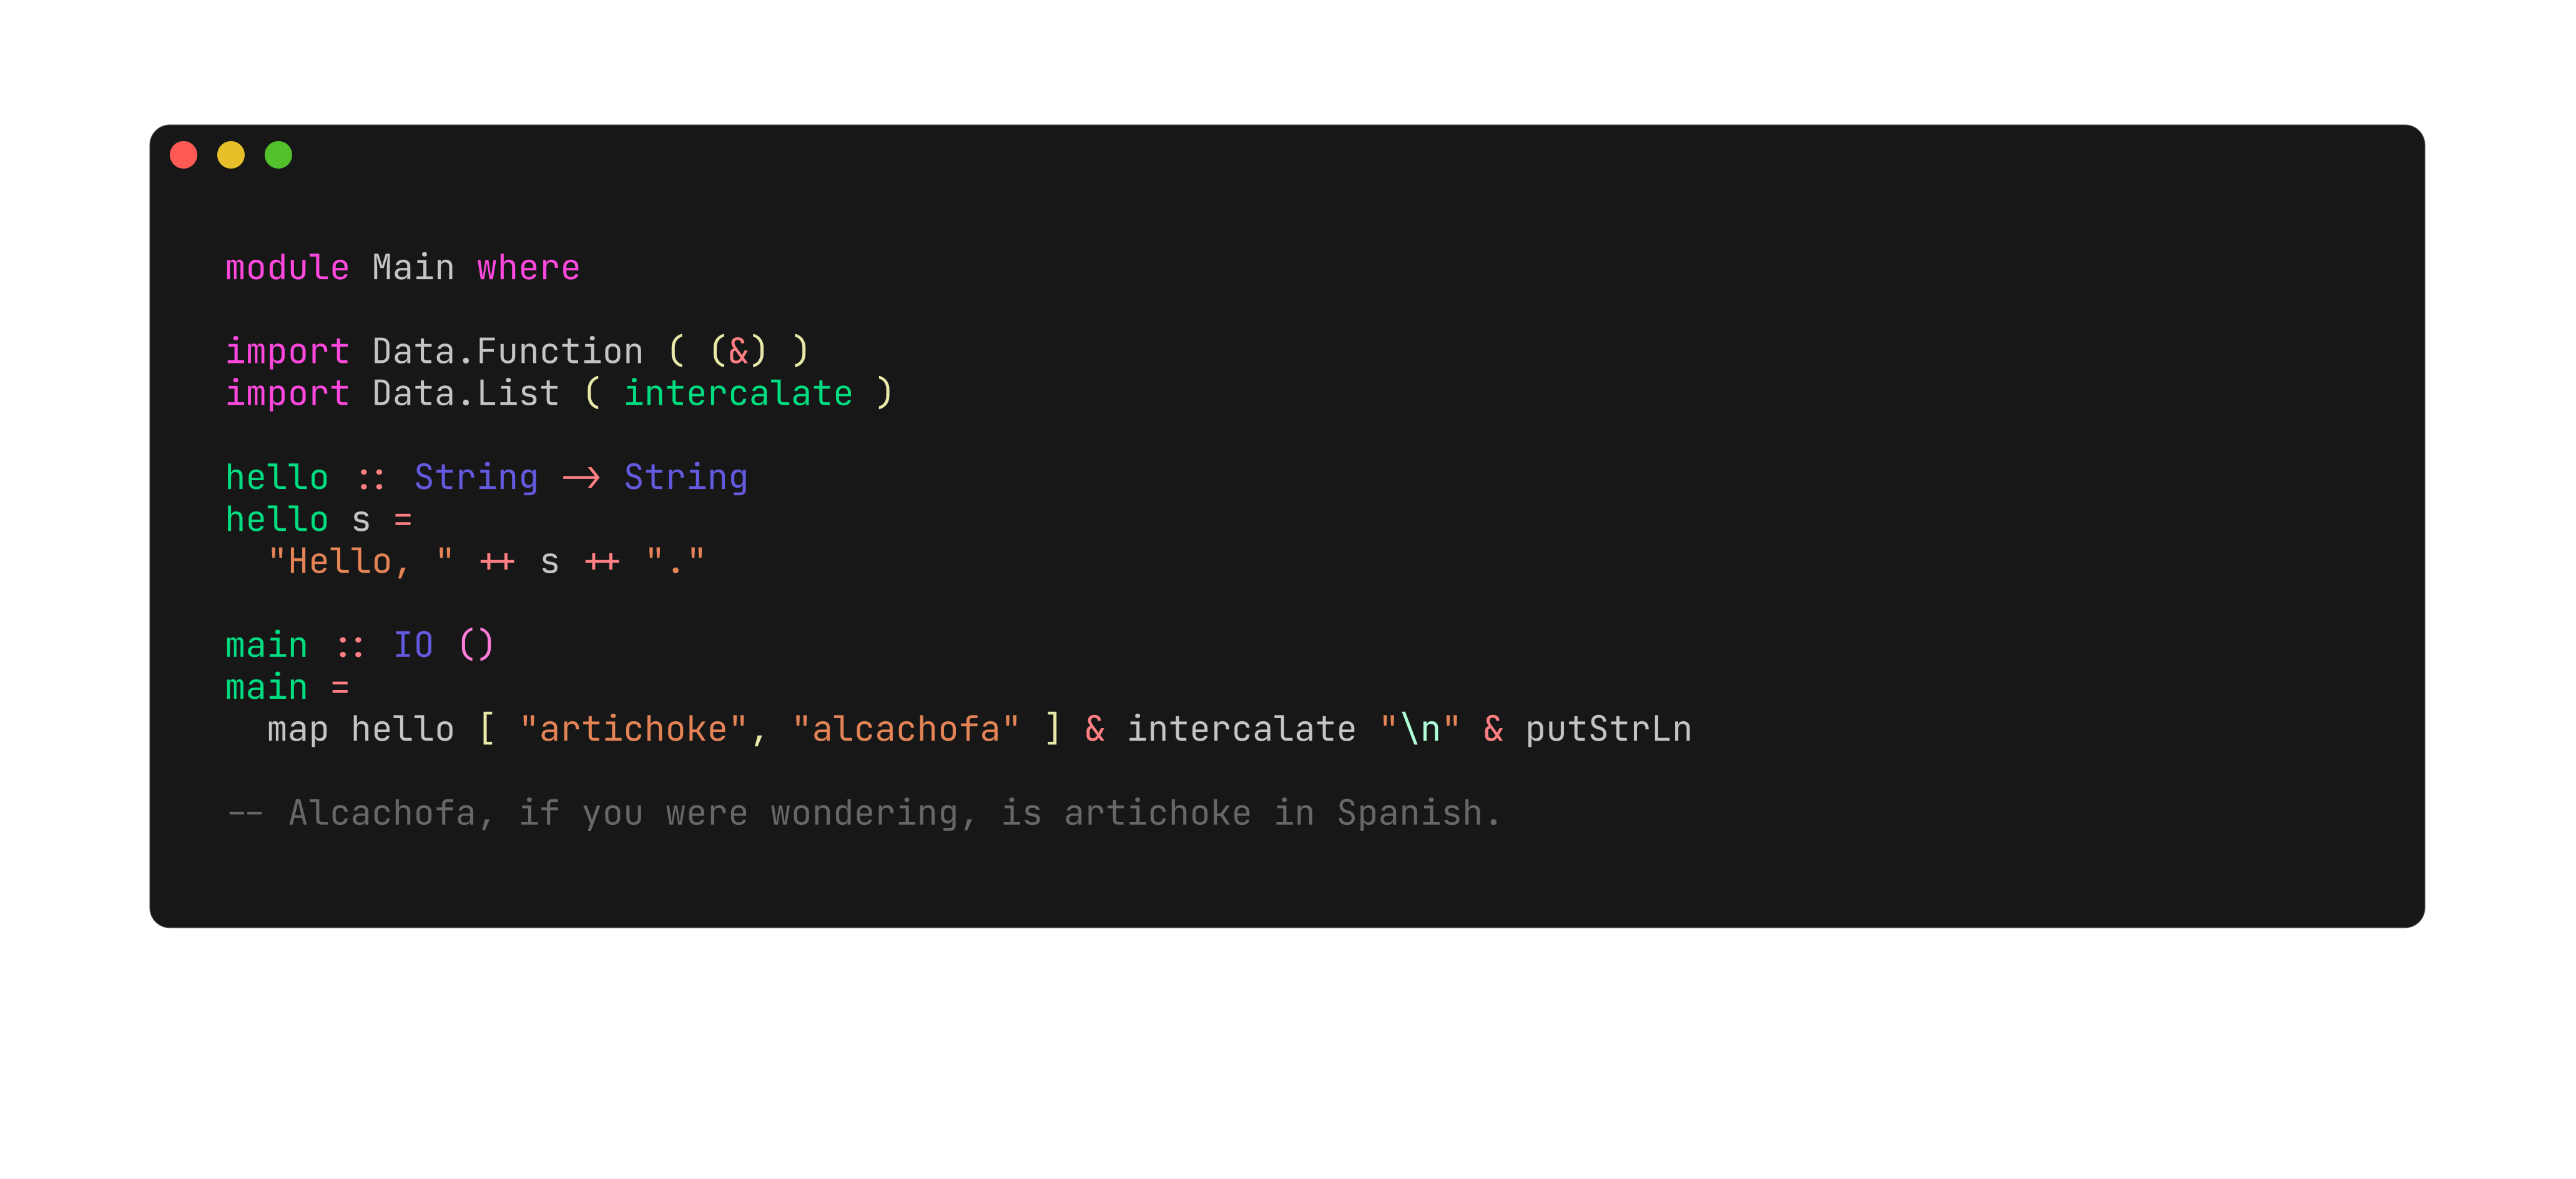 module Main where
import Data.Function ( (&) )
import Data.List ( intercalate )
hello :: String -> String
hello s =
"Hello, " ++ s ++ "."
main :: IO ()
main =
map hello [ "artichoke", "alcachofa" ] & intercalate "\n" & putStrLn
-- Alcachofa, if you were wondering, is artichoke in Spanish.